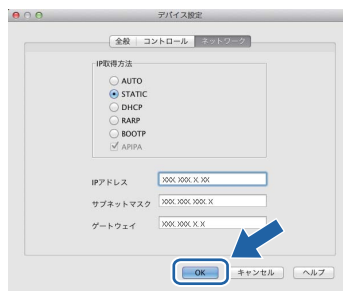 デバイス設定
全般 コントロール ネットワーク
IP取得方法
AUTO
STATIC
DHCP
RARP
BOOTP
APIPA
IPアドレス XXX. XXX. X. XX
サブネットマスク XXX. XXX. XXX. X
ゲートウェイ XXX. XXX. X. X
OK キャンセル ヘルプ